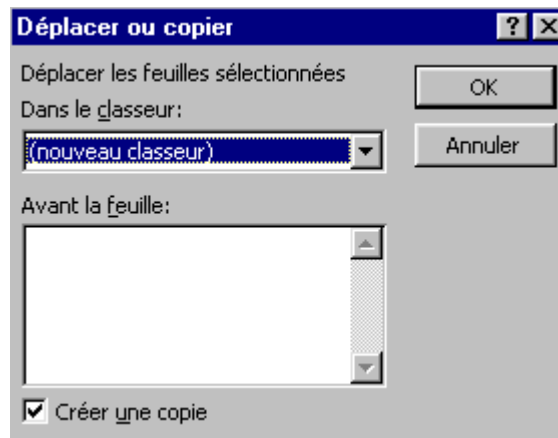 Déplacer ou copier
Déplacer les feuilles sélectionnées
Dans le classeur:
(nouveau classeur)
Avant la feuille:
Créer une copie
OK
Annuler